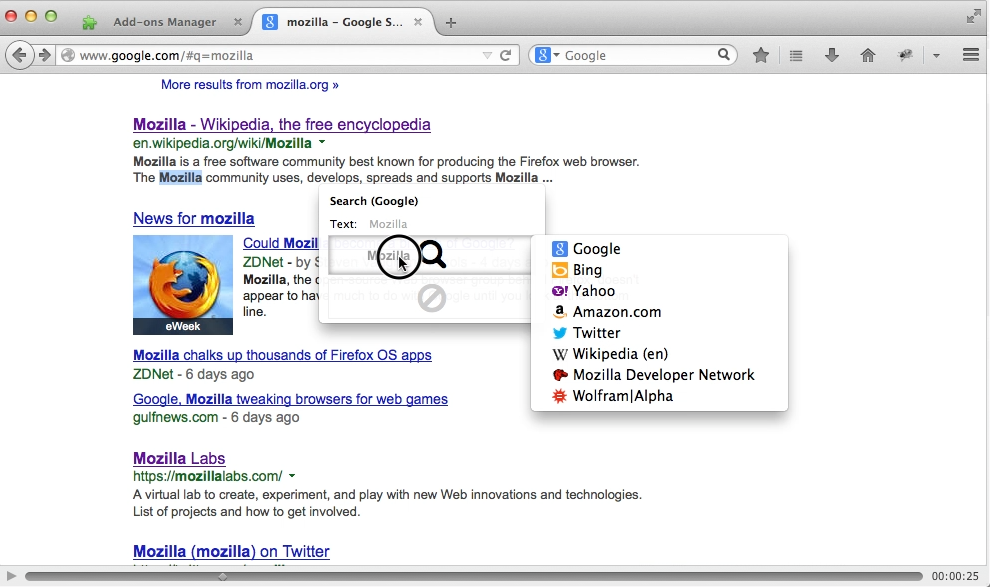 Add-ons Manager
mozilla – Google S...
www.google.com/#q=mozilla
Google
More results from mozilla.org »
Mozilla - Wikipedia, the free encyclopedia
en.wikipedia.org/wiki/Mozilla
Mozilla is a free software community best known for producing the Firefox web browser.
The Mozilla community uses, develops, spreads and supports Mozilla ...
Search (Google)
Text: Mozilla
Mozilla
Google
Bing
Yahoo
Amazon.com
Twitter
Wikipedia (en)
Mozilla Developer Network
Wolfram|Alpha
News for mozilla
eWeek
Could Mozil
ZDNet - by
Mozilla, the
appear to have much to do
line.
Mozilla chalks up thousands of Firefox OS apps
ZDNet - 6 days ago
Google, Mozilla tweaking browsers for web games
gulfnews.com - 6 days ago
Mozilla Labs
https://mozillalabs.com/
A virtual lab to create, experiment, and play with new Web innovations and technologies.
List of projects and how to get involved.
Mozilla (mozilla) on Twitter
00:00:25